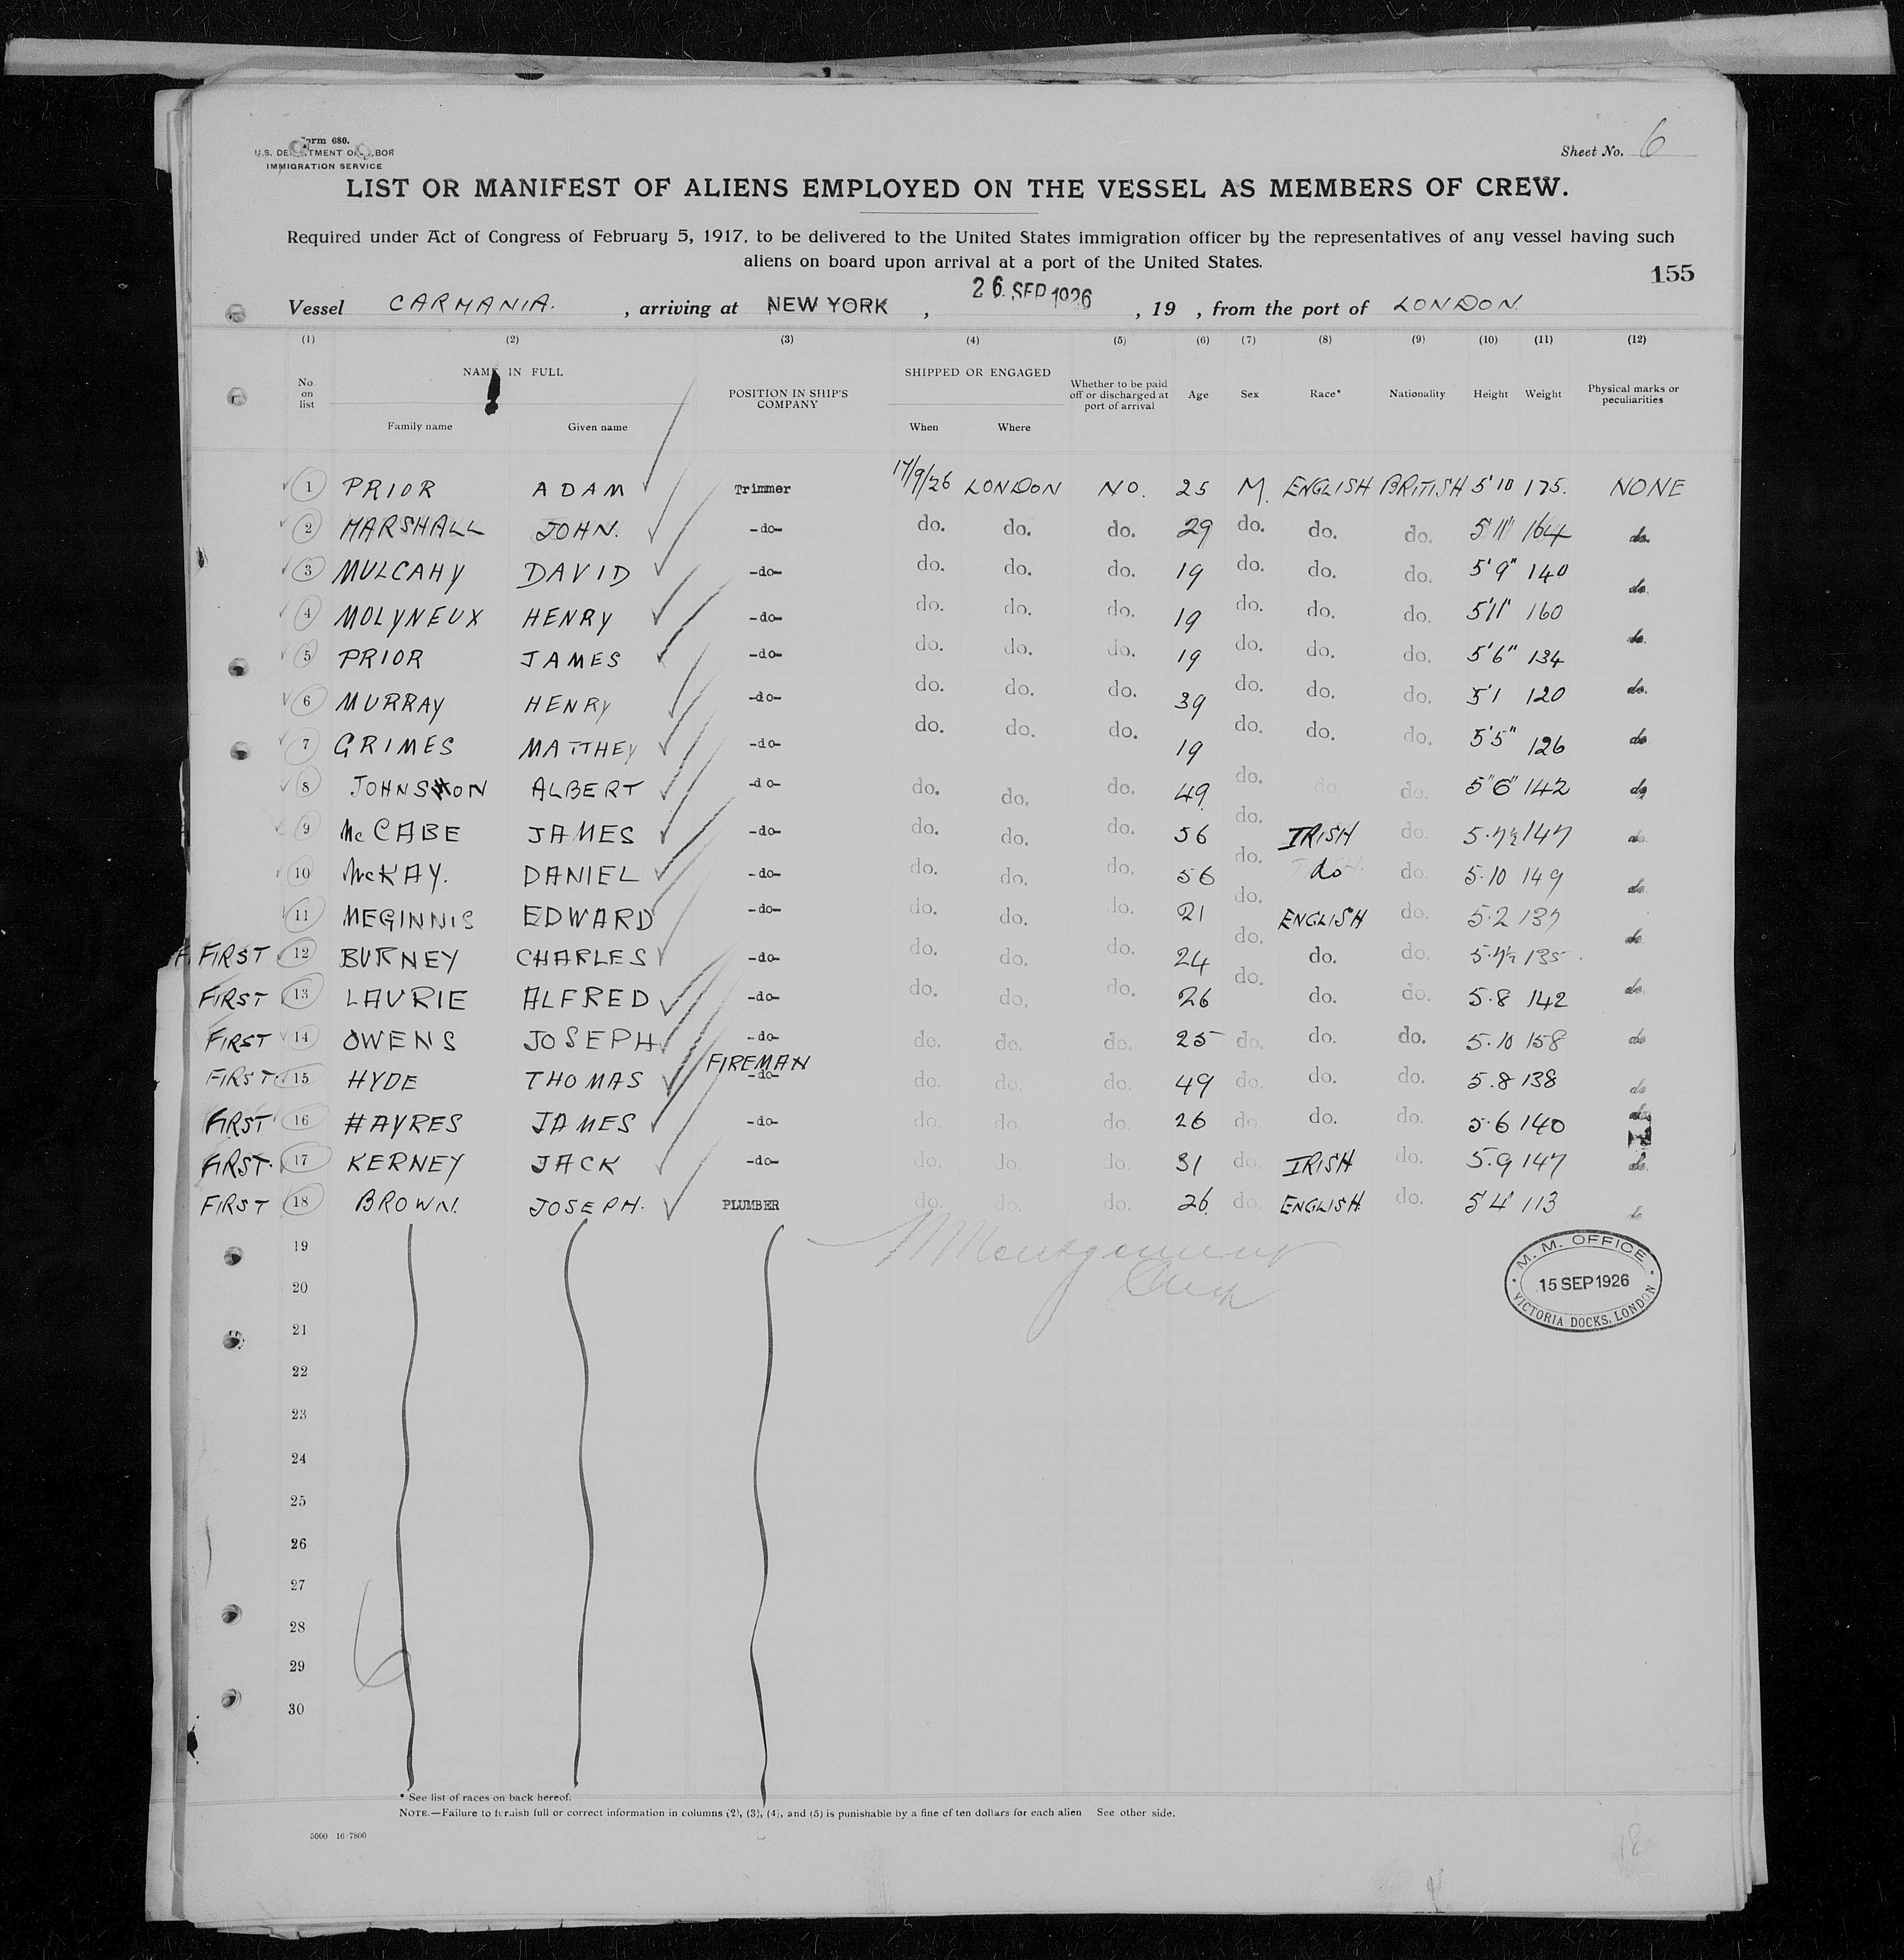 Form 680.
U.S. DEPARTMENT OF LABOR
IMMIGRATION SERVICE
Sheet No. 6
LIST OR MANIFEST OF ALIENS EMPLOYED ON THE VESSEL AS MEMBERS OF CREW.
Required under Act of Congress of February 5, 1917, to be delivered to the United States immigration officer by the representatives of any vessel having such
aliens on board upon arrival at a port of the United States.
155
Vessel CARMANIA. , arriving at NEW YORK , 26 SEP 1926 , 19 , from the port of LONDON.
(1) (2) (3) (4) (5) (6) (7) (8) (9) (10) (11) (12)
No on list NAME IN FULL Family name Given name POSITION IN SHIP'S COMPANY SHIPPED OR ENGAGED When Where Whether to be paid off or discharged at port of arrival Age Sex Race* Nationality Height Weight Physical marks or peculiarities
1 PRIOR ADAM Trimmer 17/9/26 LONDON NO. 25 M. ENGLISH BRITISH 5'10 175. NONE
2 MARSHALL JOHN. -do- do. do. do. 29 do. do. do. 5'11" 164 do.
3 MULCAHY DAVID -do- do. do. do. 19 do. do. do. 5'9" 140 do.
4 MOLYNEUX HENRY -do- do. do. do. 19 do. do. do. 5'11" 160 do.
5 PRIOR JAMES -do- do. do. do. 19 do. do. do. 5'6" 134 do.
6 MURRAY HENRY -do- do. do. do. 39 do. do. do. 5'1 120 do.
7 GRIMES MATTHEY -do- do. do. do. 19 do. do. do. 5'5" 126 do
8 JOHNSON ALBERT -do- do. do. do. 49 do. do. do. 5"6" 142 do
9 McCABE JAMES -do- do. do. do. 56 do. IRISH do. 5.7½ 147 do.
10 McKAY. DANIEL -do- do. do. do. 56 do. do do. 5.10 149 do.
11 MEGINNIS EDWARD -do- do. do. do. 21 do. ENGLISH do. 5.2 137 do.
FIRST 12 BURNEY CHARLES -do- do. do. do. 24 do. do. do. 5.7½ 135 do.
FIRST 13 LAURIE ALFRED -do- do. do. do. 26 do. do. do. 5.8 142 do
FIRST 14 OWENS JOSEPH -do- do. do. do. 25 do. do. do. 5.10 158 do
FIRST 15 HYDE THOMAS FIREMAN -do- do. do. do. 49 do. do. do. 5.8 138 do
FIRST 16 HAYRES JAMES -do- do. do. do. 26 do. do. do. 5.6 140 do.
FIRST. 17 KERNEY JACK -do- do. do. do. 31 do. IRISH do. 5.9 147 do.
FIRST 18 BROWN. JOSEPH. PLUMBER do. do. do. 26 do. ENGLISH. do. 5'4" 113 do
19
20
21
22
23
24
25
26
27
28
29
30
M. M. OFFICE
15 SEP 1926
VICTORIA DOCKS, LONDON
6
* See list of races on back hereof.
NOTE.—Failure to furnish full or correct information in columns (2), (3), (4), and (5) is punishable by a fine of ten dollars for each alien See other side.
5000 16-7800
18